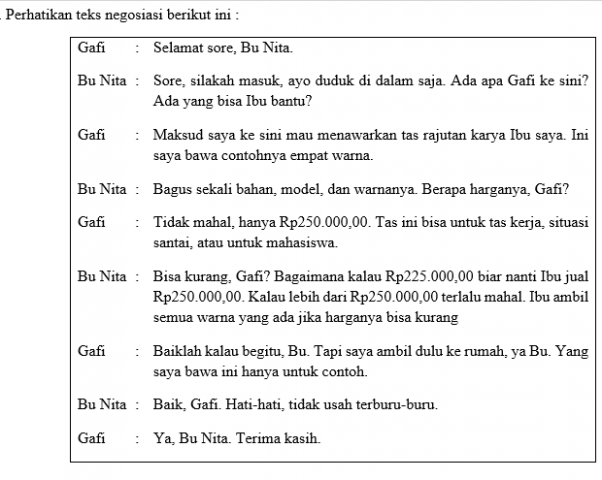 . Perhatikan teks negosiasi berikut ini :
Gafi : Selamat sore, Bu Nita.
Bu Nita : Sore, silakah masuk, ayo duduk di dalam saja. Ada apa Gafi ke sini?
Ada yang bisa Ibu bantu?
Gafi : Maksud saya ke sini mau menawarkan tas rajutan karya Ibu saya. Ini
saya bawa contohnya empat warna.
Bu Nita : Bagus sekali bahan, model, dan warnanya. Berapa harganya, Gafi?
Gafi : Tidak mahal, hanya Rp250.000,00. Tas ini bisa untuk tas kerja, situasi
santai, atau untuk mahasiswa.
Bu Nita : Bisa kurang, Gafi? Bagaimana kalau Rp225.000,00 biar nanti Ibu jual
Rp250.000,00. Kalau lebih dari Rp250.000,00 terlalu mahal. Ibu ambil
semua warna yang ada jika harganya bisa kurang
Gafi : Baiklah kalau begitu, Bu. Tapi saya ambil dulu ke rumah, ya Bu. Yang
saya bawa ini hanya untuk contoh.
Bu Nita : Baik, Gafi. Hati-hati, tidak usah terburu-buru.
Gafi : Ya, Bu Nita. Terima kasih.